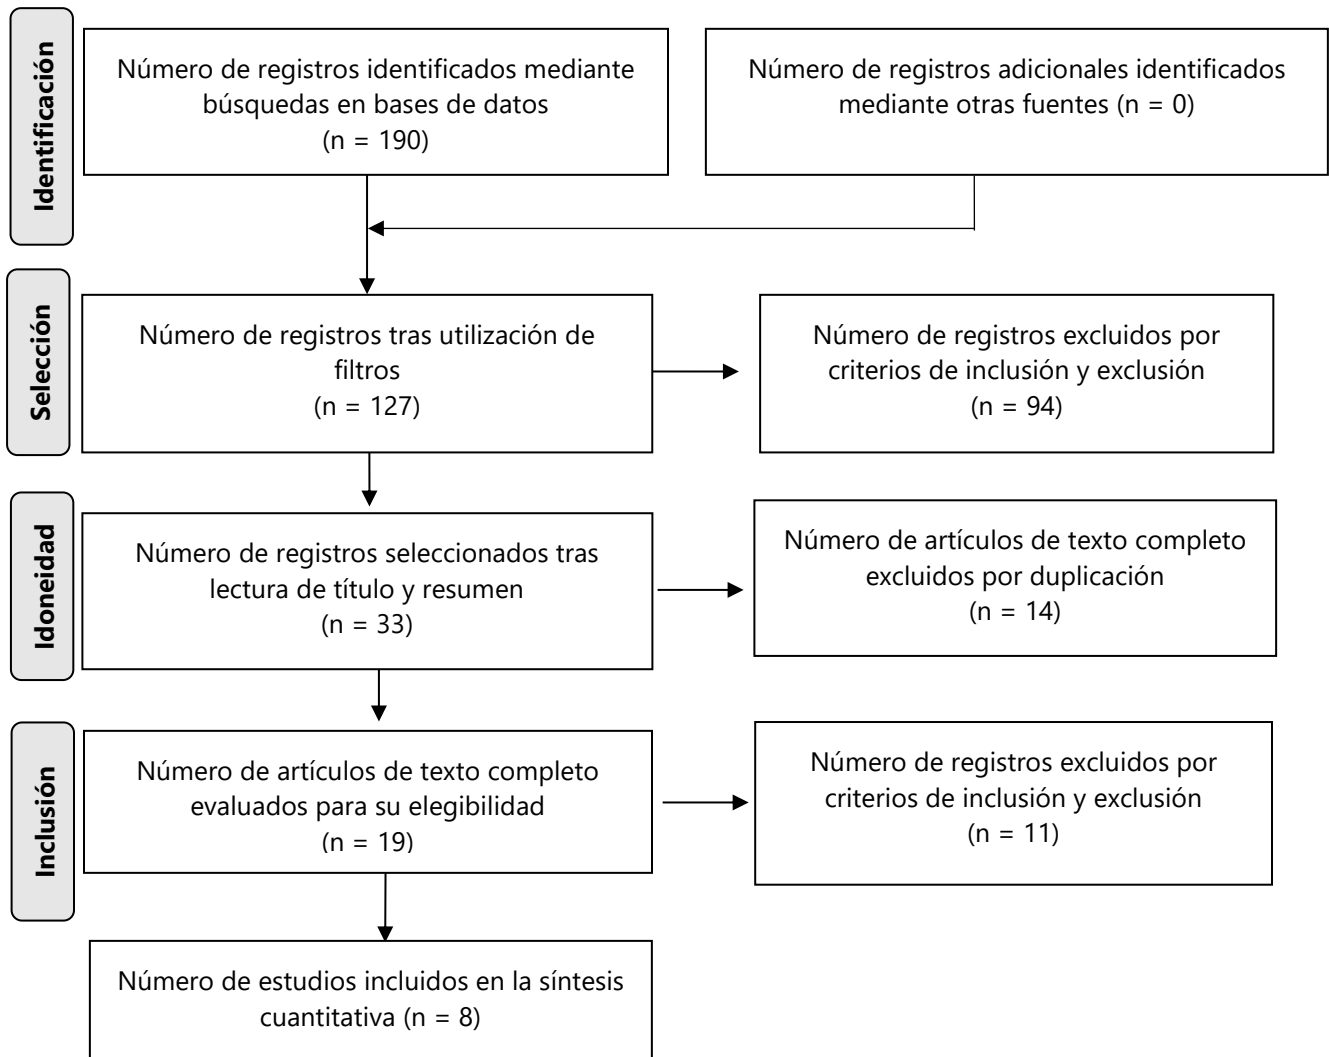 Identificación
Número de registros identificados mediante
búsquedas en bases de datos
(n = 190)
Número de registros adicionales identificados
mediante otras fuentes (n = 0)
Selección
Número de registros tras utilización de
filtros
(n = 127)
Número de registros excluidos por
criterios de inclusión y exclusión
(n = 94)
Idoneidad
Número de registros seleccionados tras
lectura de título y resumen
(n = 33)
Número de artículos de texto completo
excluidos por duplicación
(n = 14)
Inclusión
Número de artículos de texto completo
evaluados para su elegibilidad
(n = 19)
Número de registros excluidos por
criterios de inclusión y exclusión
(n = 11)
Número de estudios incluidos en la síntesis
cuantitativa (n = 8)